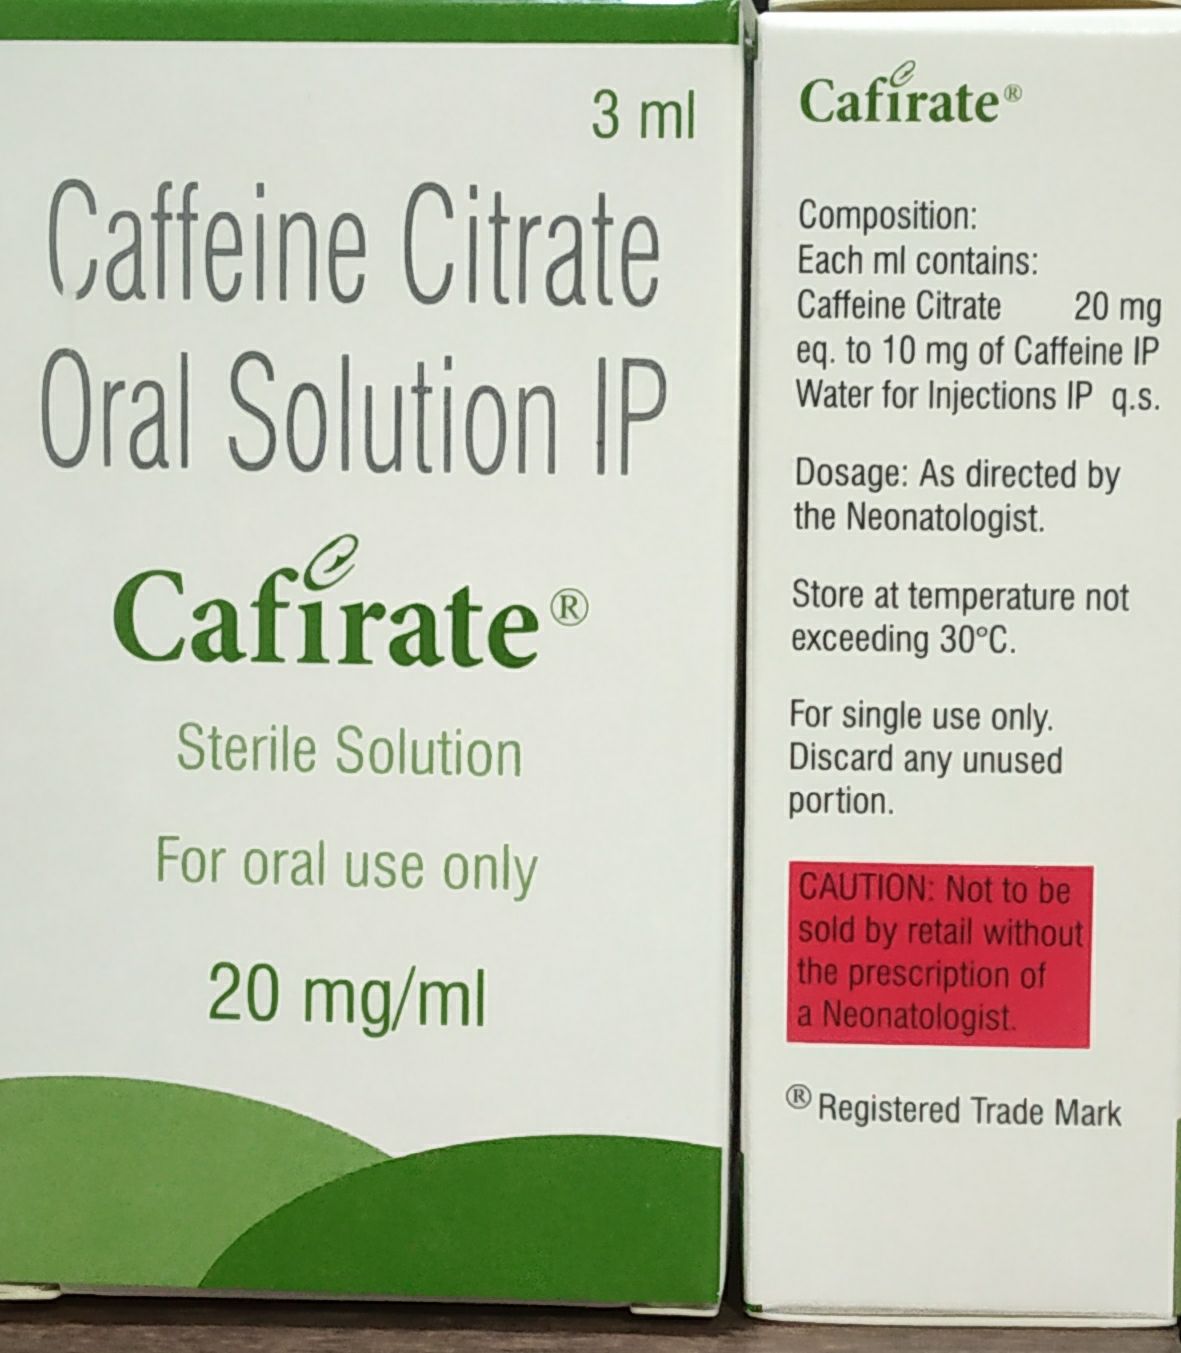 3 ml
Caffeine Citrate
Oral Solution IP
Cafirate®
Sterile Solution
For oral use only
20 mg/ml
Cafirate®
Composition:
Each ml contains:
Caffeine Citrate 20 mg
eq. to 10 mg of Caffeine IP
Water for Injections IP q.s.
Dosage: As directed by
the Neonatologist.
Store at temperature not
exceeding 30°C.
For single use only.
Discard any unused
portion.
CAUTION: Not to be
sold by retail without
the prescription of
a Neonatologist.
® Registered Trade Mark